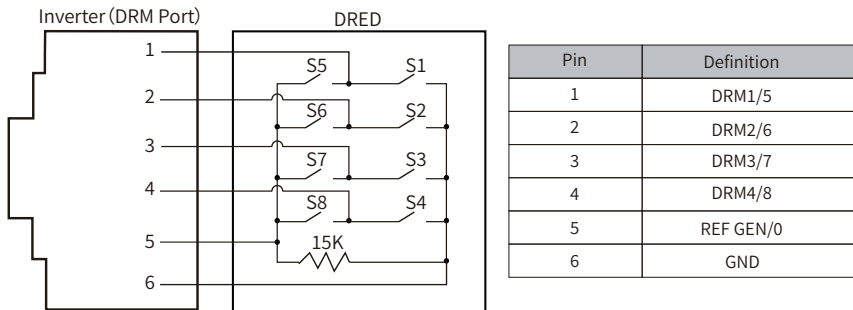 Inverter (DRM Port)
DRED
1
S5
S1
2
S6
S2
3
S7
S3
4
S8
S4
5
15K
6
Pin Definition
1 DRM1/5
2 DRM2/6
3 DRM3/7
4 DRM4/8
5 REF GEN/0
6 GND